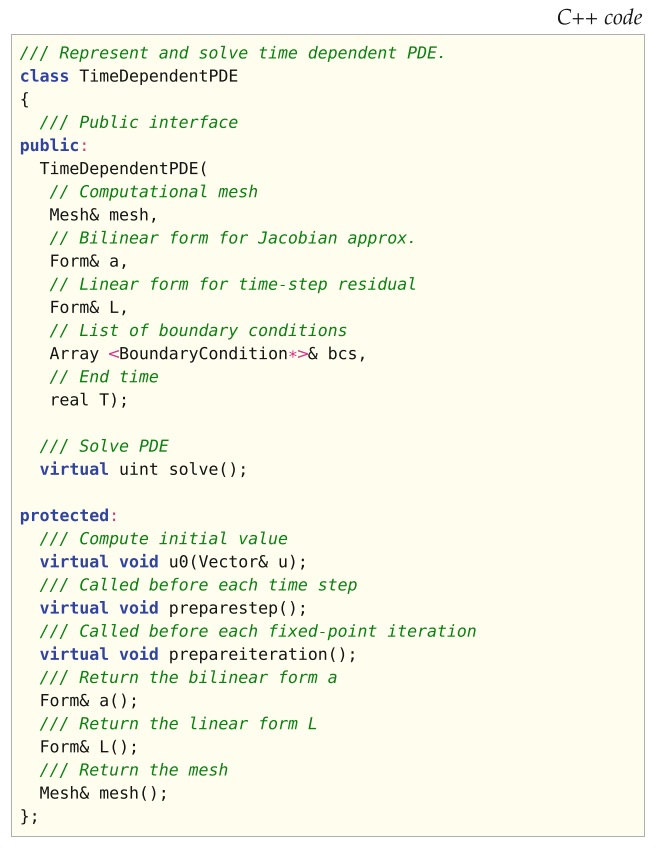 C++ code
/// Represent and solve time dependent PDE.
class TimeDependentPDE
{
  /// Public interface
public:
  TimeDependentPDE(
   // Computational mesh
   Mesh& mesh,
   // Bilinear form for Jacobian approx.
   Form& a,
   // Linear form for time-step residual
   Form& L,
   // List of boundary conditions
   Array <BoundaryCondition*>& bcs,
   // End time
   real T);

  /// Solve PDE
  virtual uint solve();

protected:
  /// Compute initial value
  virtual void u0(Vector& u);
  /// Called before each time step
  virtual void preparestep();
  /// Called before each fixed-point iteration
  virtual void prepareiteration();
  /// Return the bilinear form a
  Form& a();
  /// Return the linear form L
  Form& L();
  /// Return the mesh
  Mesh& mesh();
};